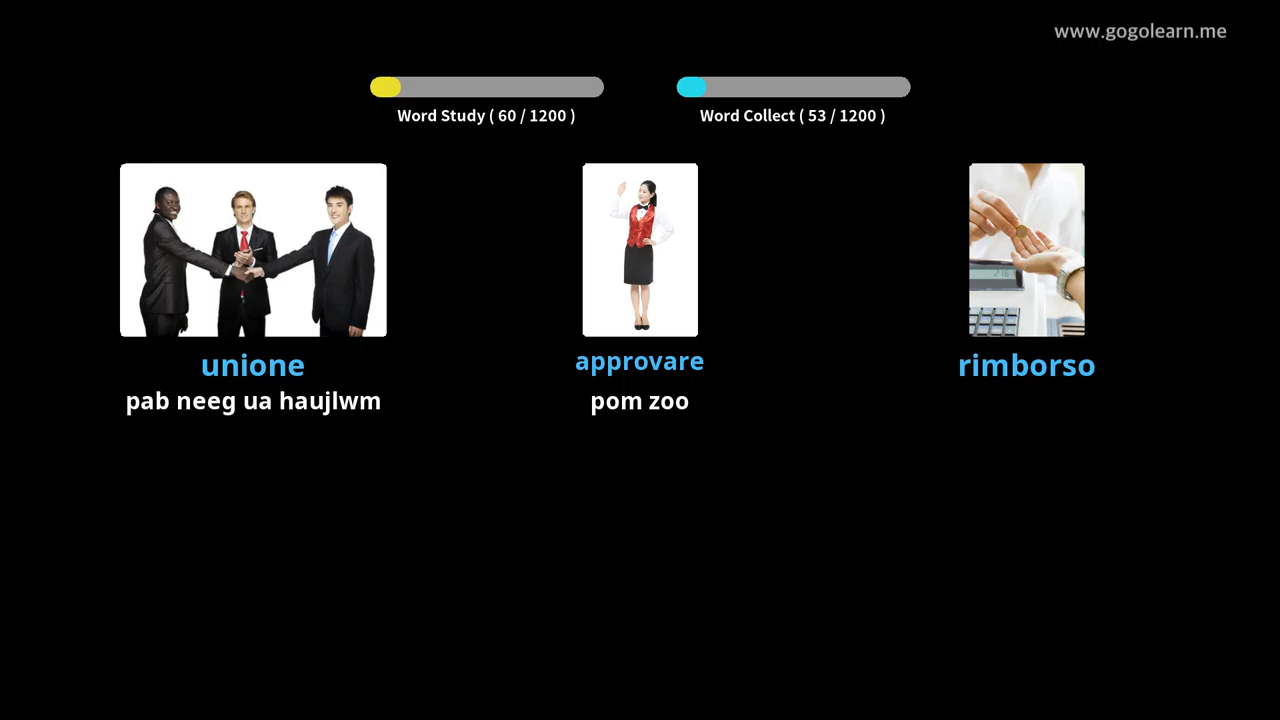 www.gogolearn.me
Word Study ( 60 / 1200 )
Word Collect ( 53 / 1200 )
unione
approvare
rimborso
pab neeg ua haujlwm
pom zoo